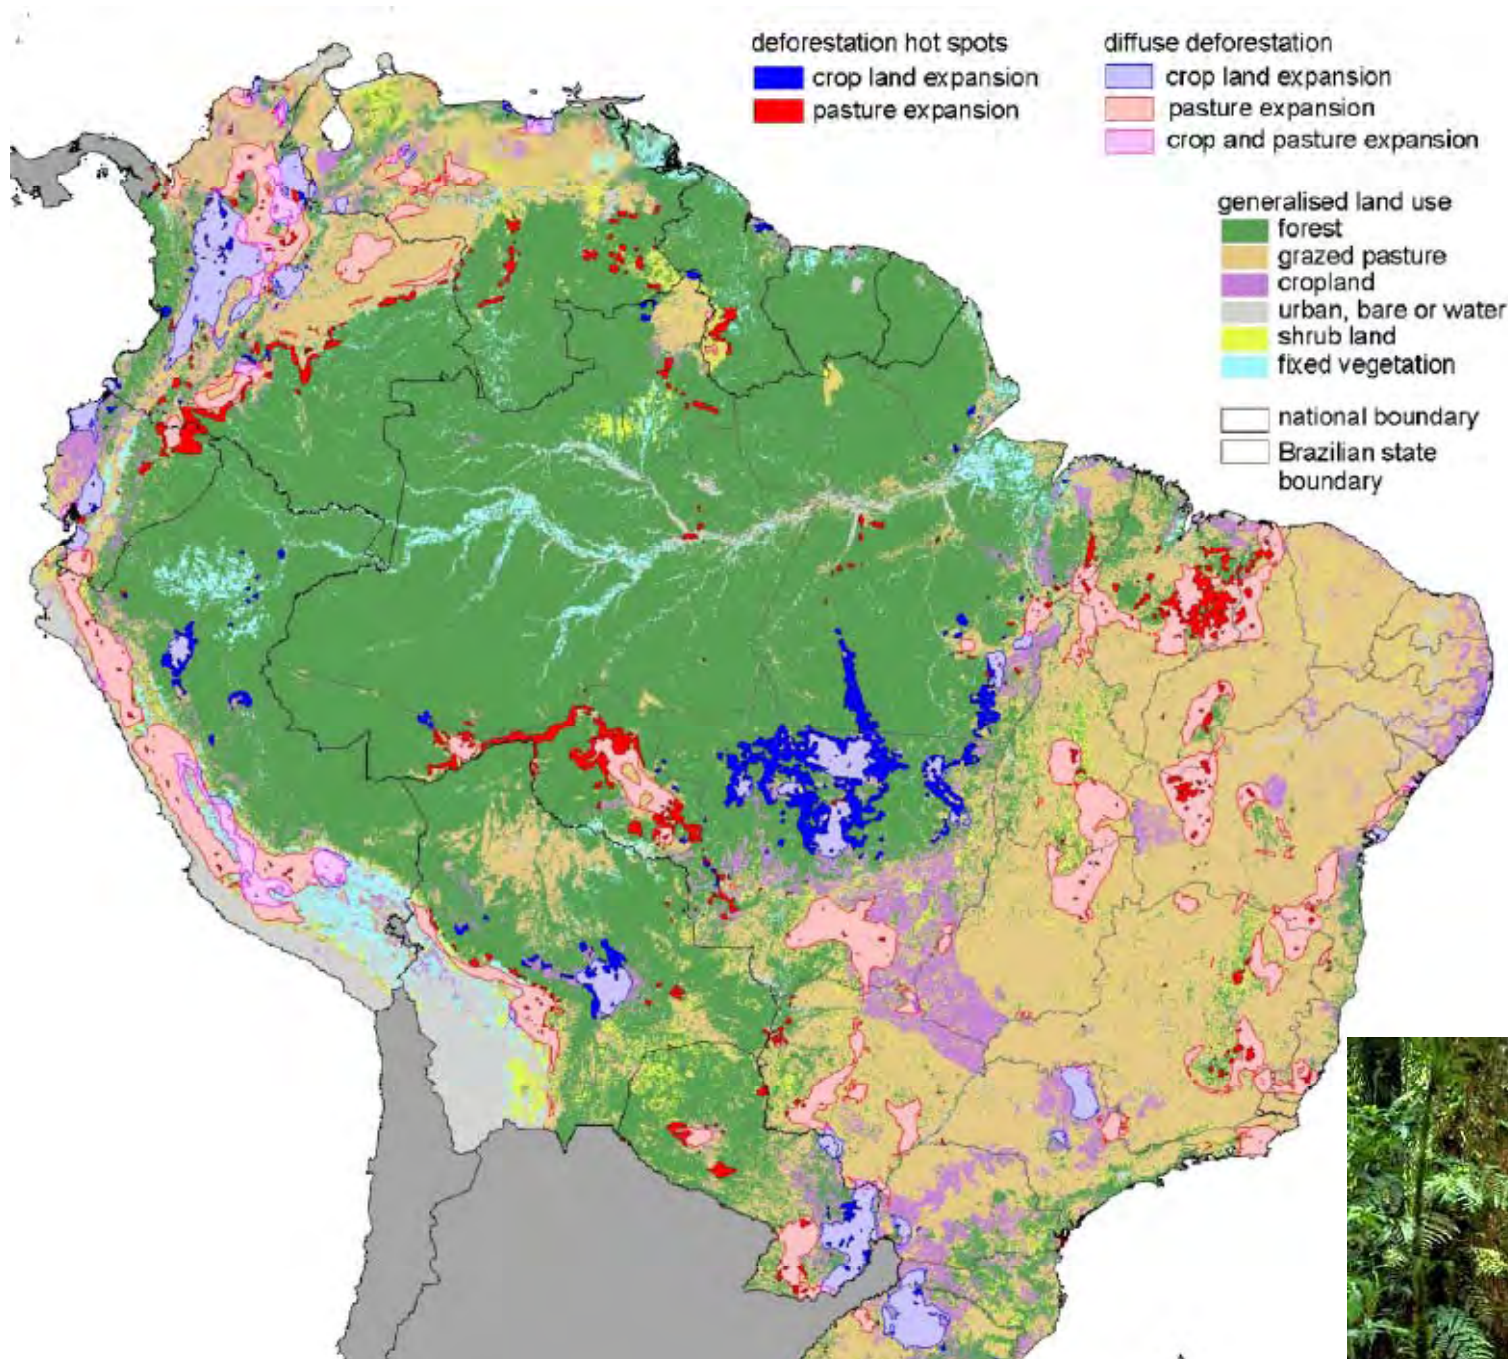 deforestation hot spots
crop land expansion
pasture expansion
diffuse deforestation
crop land expansion
pasture expansion
crop and pasture expansion
generalised land use
forest
grazed pasture
cropland
urban, bare or water
shrub land
fixed vegetation
national boundary
Brazilian state
boundary